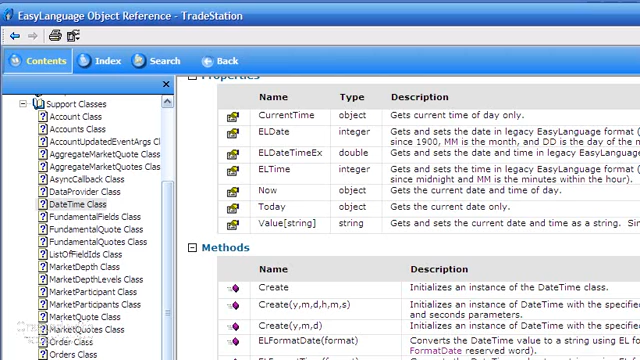 EasyLanguage Object Reference - TradeStation
Contents Index Search Back
Support Classes
Account Class
Accounts Class
AccountUpdatedEventArgs Cl
AggregateMarketQuote Class
AggregateMarketQuotes Clas
AsyncCallback Class
DataProvider Class
DateTime Class
FundamentalFields Class
FundamentalQuote Class
FundamentalQuotes Class
ListOfFieldIds Class
MarketDepth Class
MarketDepthLevels Class
MarketParticipant Class
MarketParticipants Class
MarketQuote Class
MarketQuotes Class
Order Class
Orders Class
Properties
Name Type Description
CurrentTime object Gets current time of day only.
ELDate integer Gets and sets the date in legacy EasyLanguage format (
since 1900, MM is the month, and DD is the day of the m
ELDateTimeEx double Gets and sets the date and time in legacy EasyLanguage
ELTime integer Gets and sets the time in legacy EasyLanguage format (
since midnight and MM is the minutes within the hour).
Now object Gets the current date and time of day.
Today object Gets the current date only.
Value[string] string Gets and sets the current date and time as a string. Sin
Methods
Name Description
Create Initializes an instance of the DateTime class.
Create(y,m,d,h,m,s) Initializes an instance of DateTime with the specified
and seconds parameters.
Create(y,m,d) Initializes an instance of DateTime with the specified
ELFormatDate(format) Converts the DateTime value to a string using EL f
FormatDate reserved word).